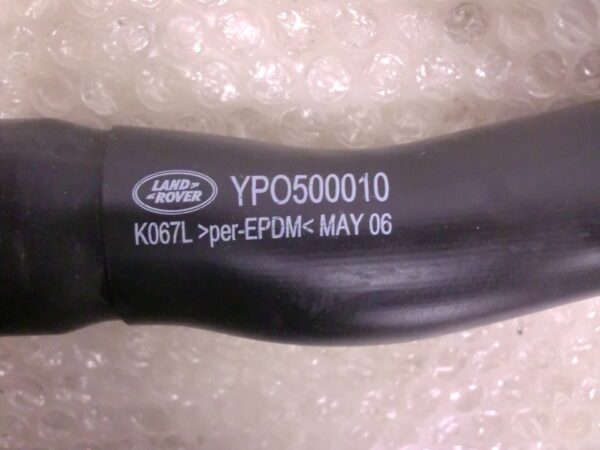 LAND
ROVER
YPO500010
K067L >per-EPDM< MAY 06